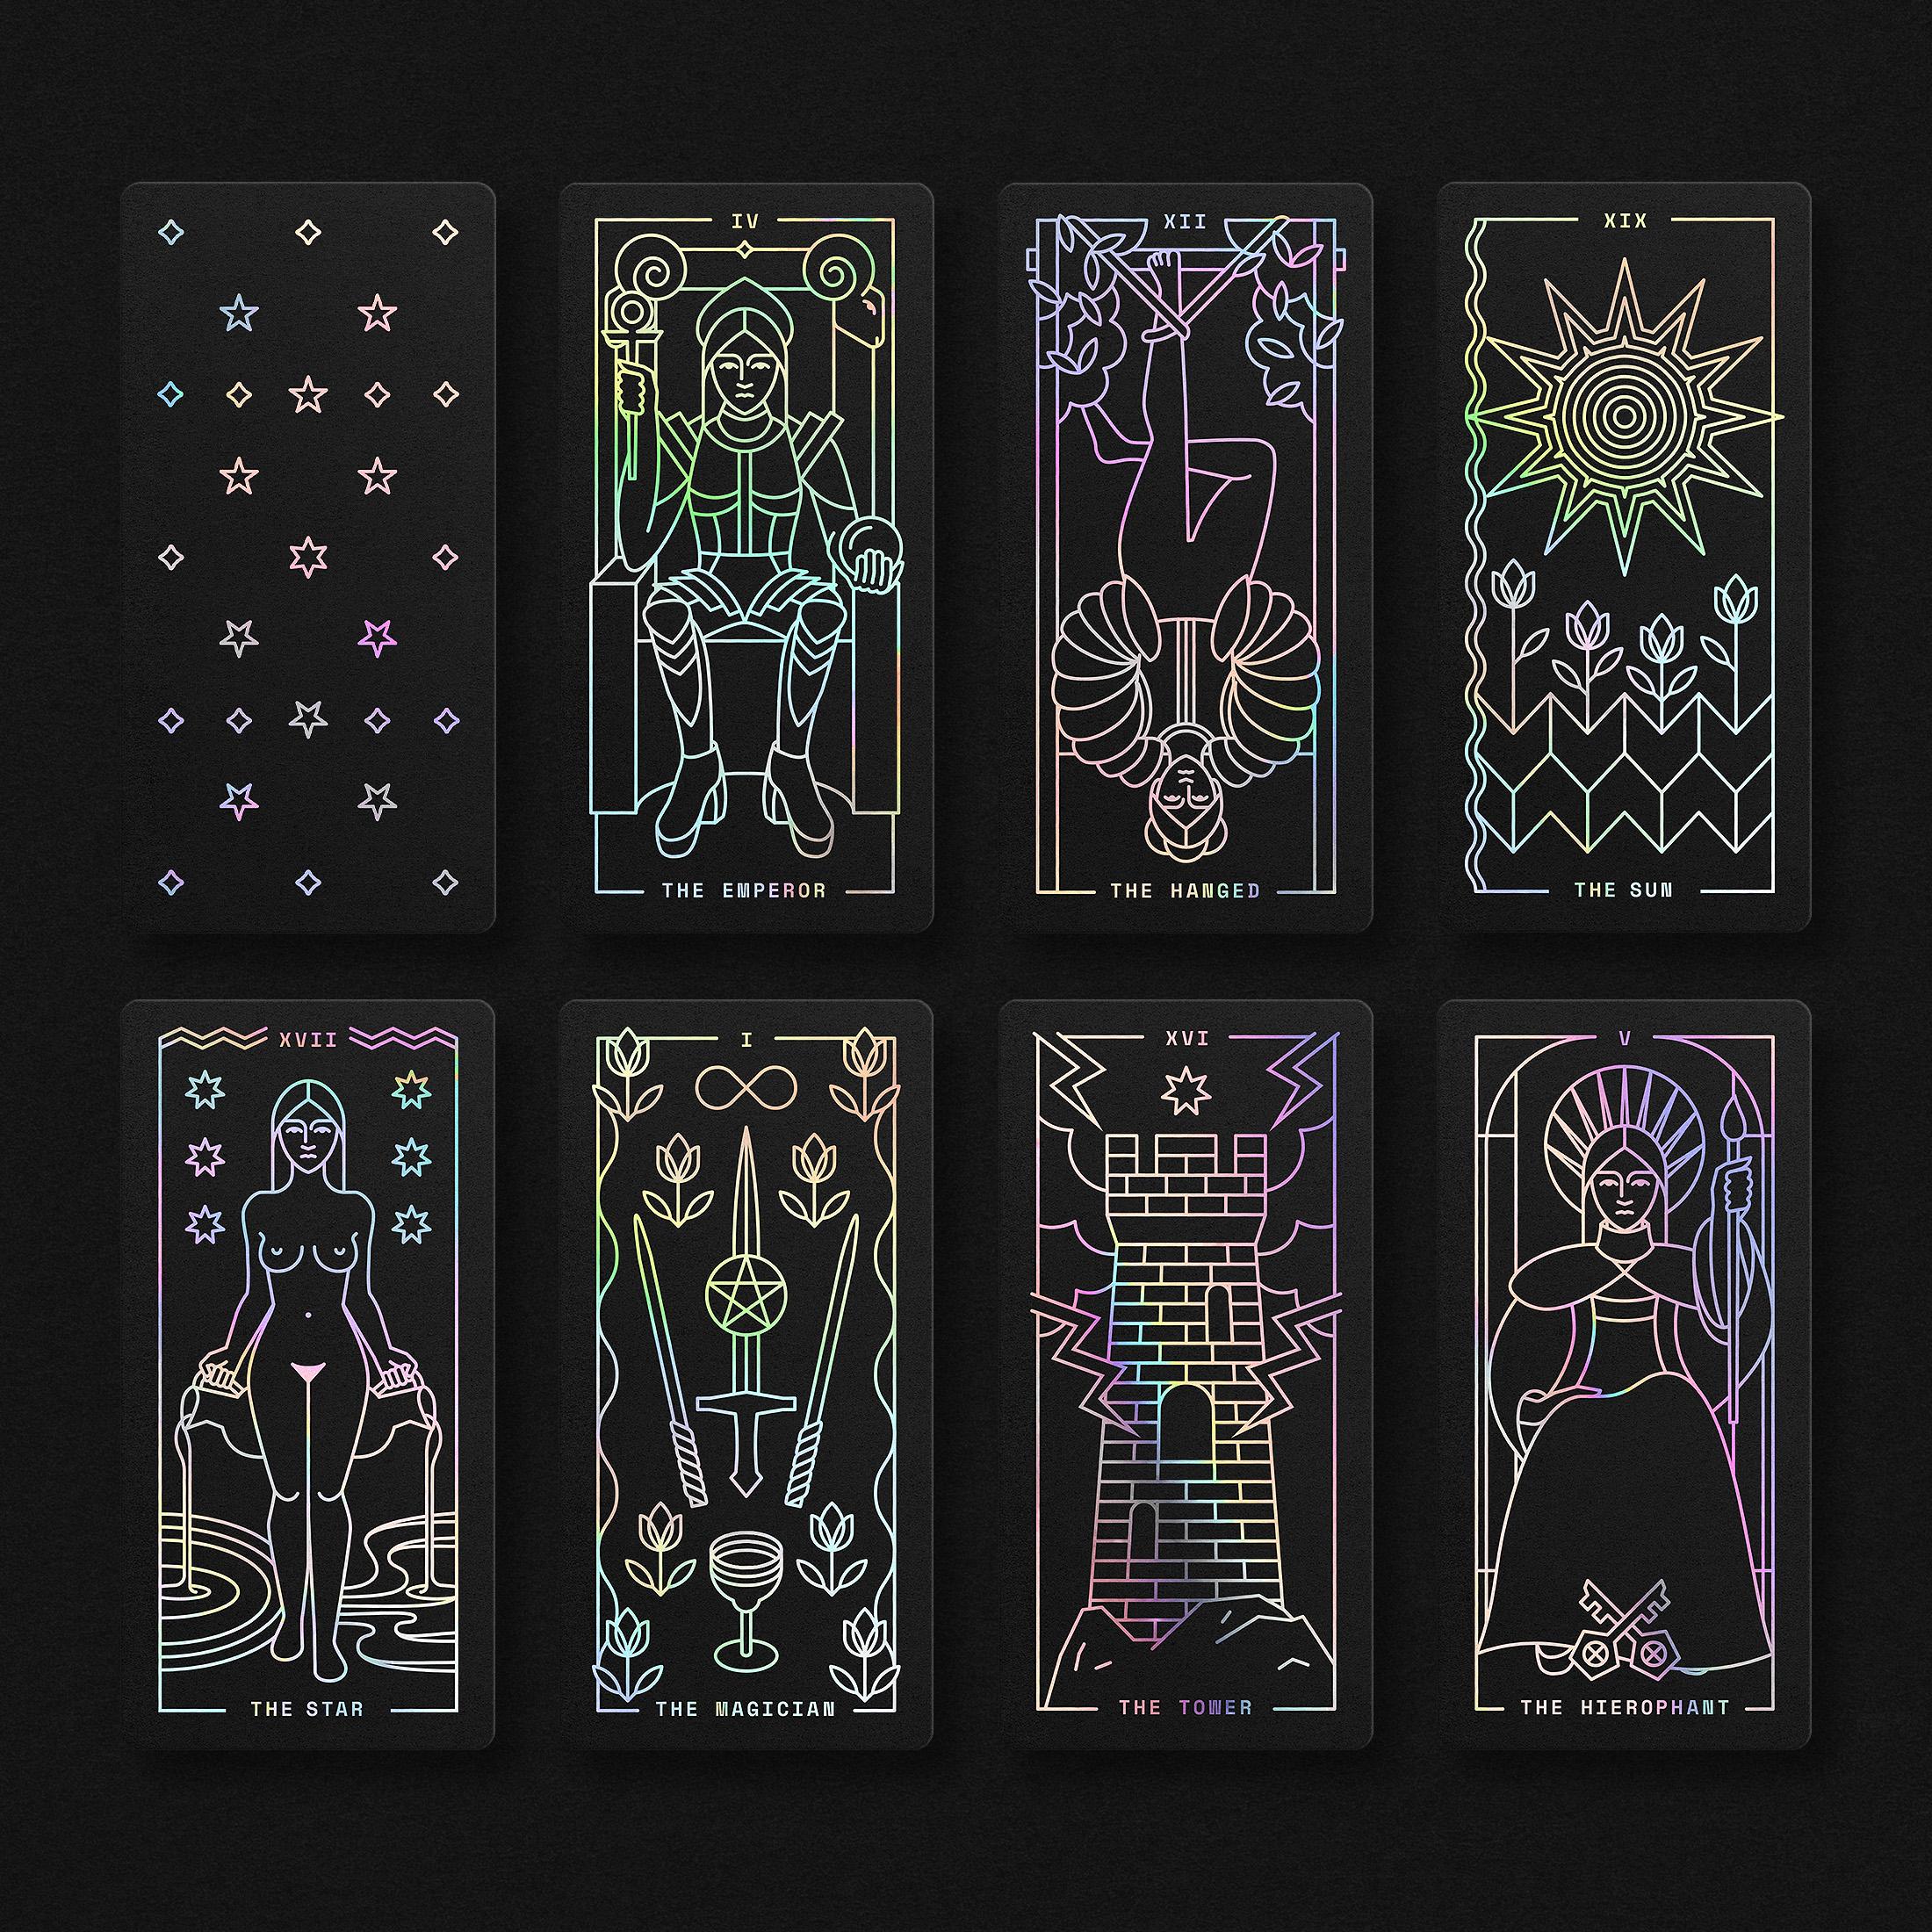 IV
THE EMPEROR
XII
THE HANGED
XIX
THE SUN
XVII
THE STAR
I
THE MAGICIAN
XVI
THE TOWER
V
THE HIEROPHANT